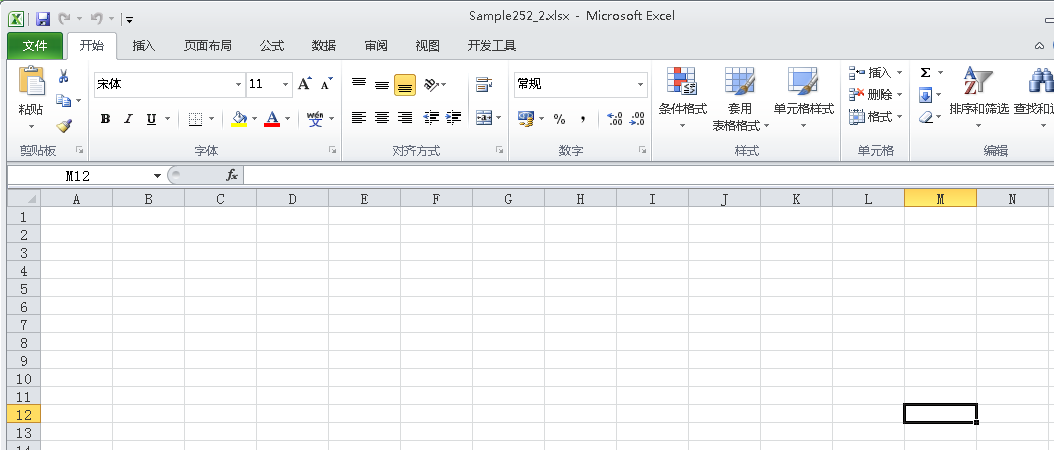 Sample252_2.xlsx - Microsoft Excel
文件 开始 插入 页面布局 公式 数据 审阅 视图 开发工具
宋体 11 常规 插入 Σ
粘贴 条件格式 套用 单元格样式 删除 排序和筛选
表格格式
B I U wén 文 % , .00 .00 格式
剪贴板 字体 对齐方式 数字 样式 单元格 编辑
M12 fx
A B C D E F G H I J K L M N
1
2
3
4
5
6
7
8
9
10
11
12
13